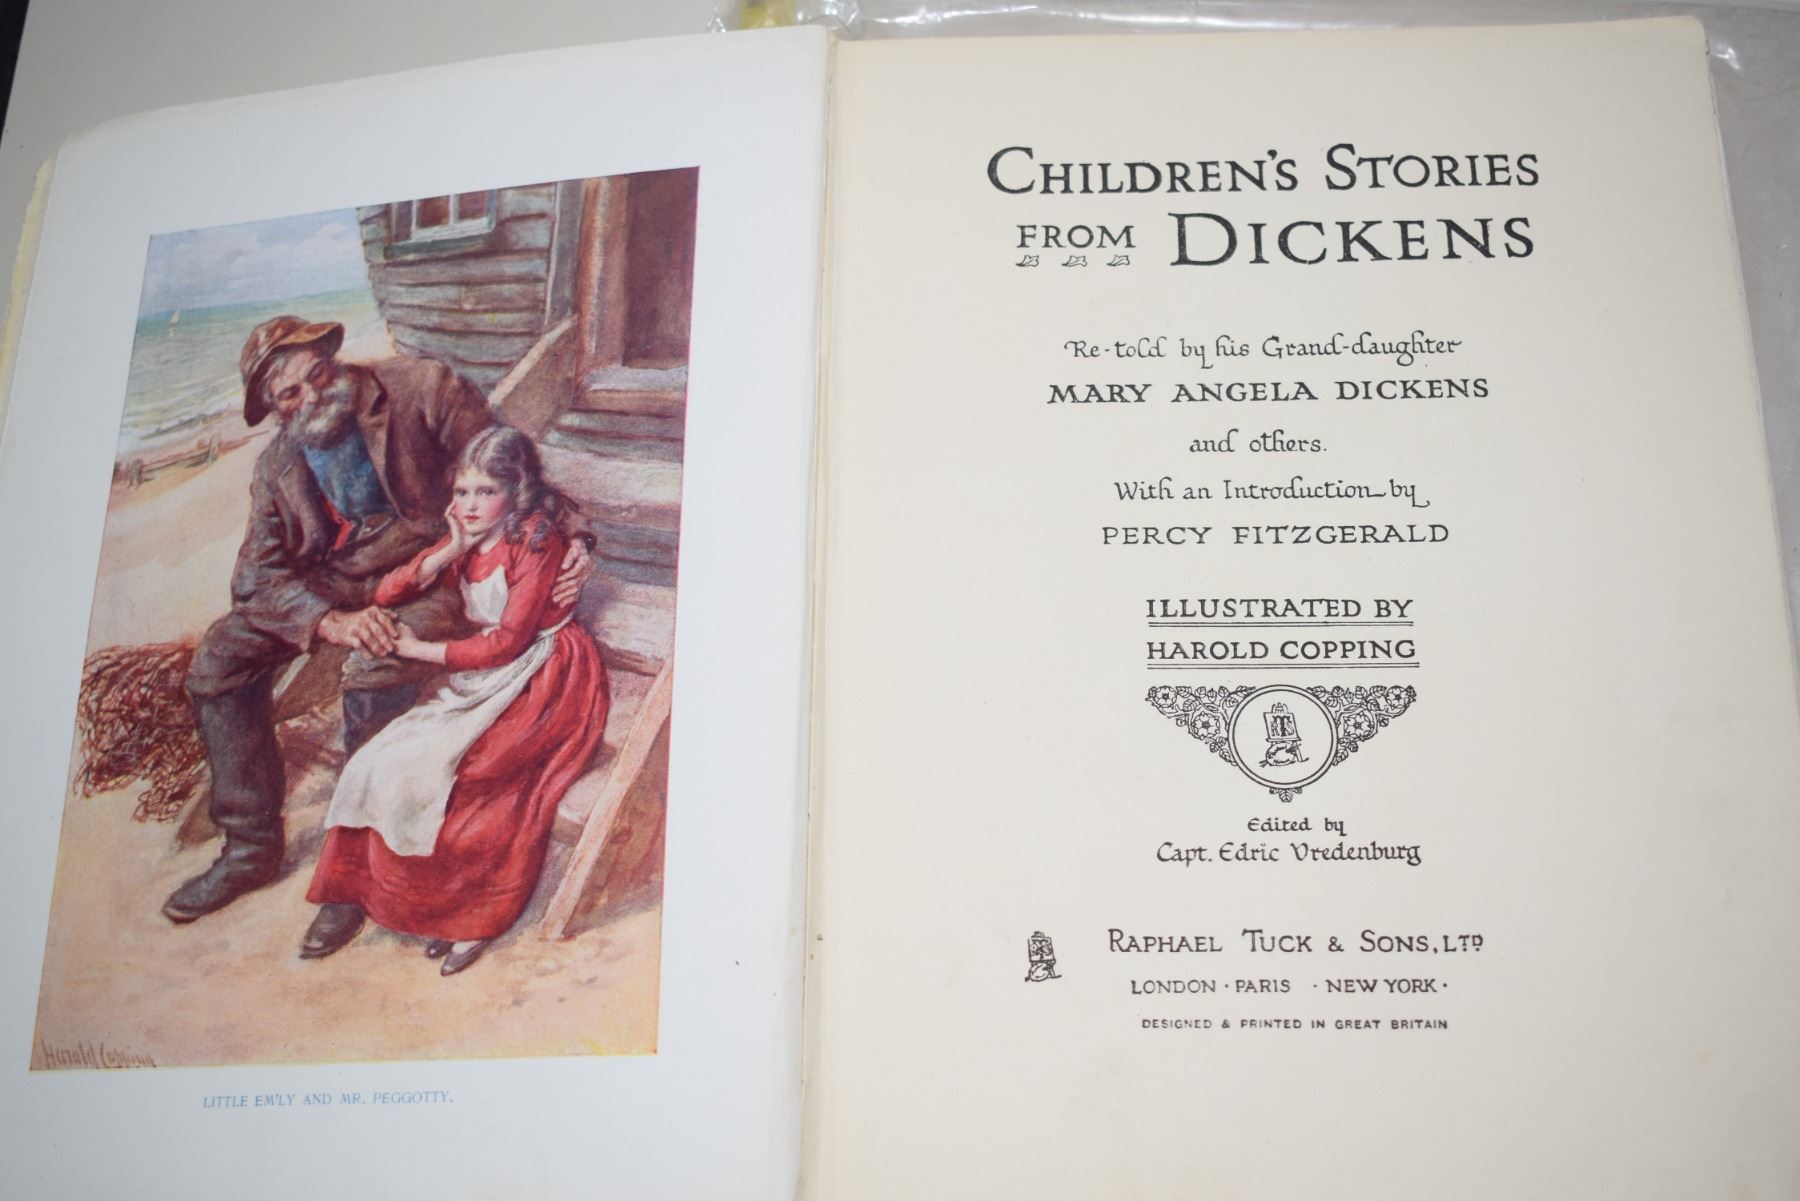 Harold Copping
LITTLE EM'LY AND MR. PEGGOTTY.
CHILDREN'S STORIES
FROM DICKENS
Re-told by his Grand-daughter
MARY ANGELA DICKENS
and others.
With an Introduction by
PERCY FITZGERALD
ILLUSTRATED BY
HAROLD COPPING
RTS
Edited by
Capt. Edric Vredenburg
RAPHAEL TUCK & SONS, LTD
LONDON · PARIS · NEW YORK ·
DESIGNED & PRINTED IN GREAT BRITAIN